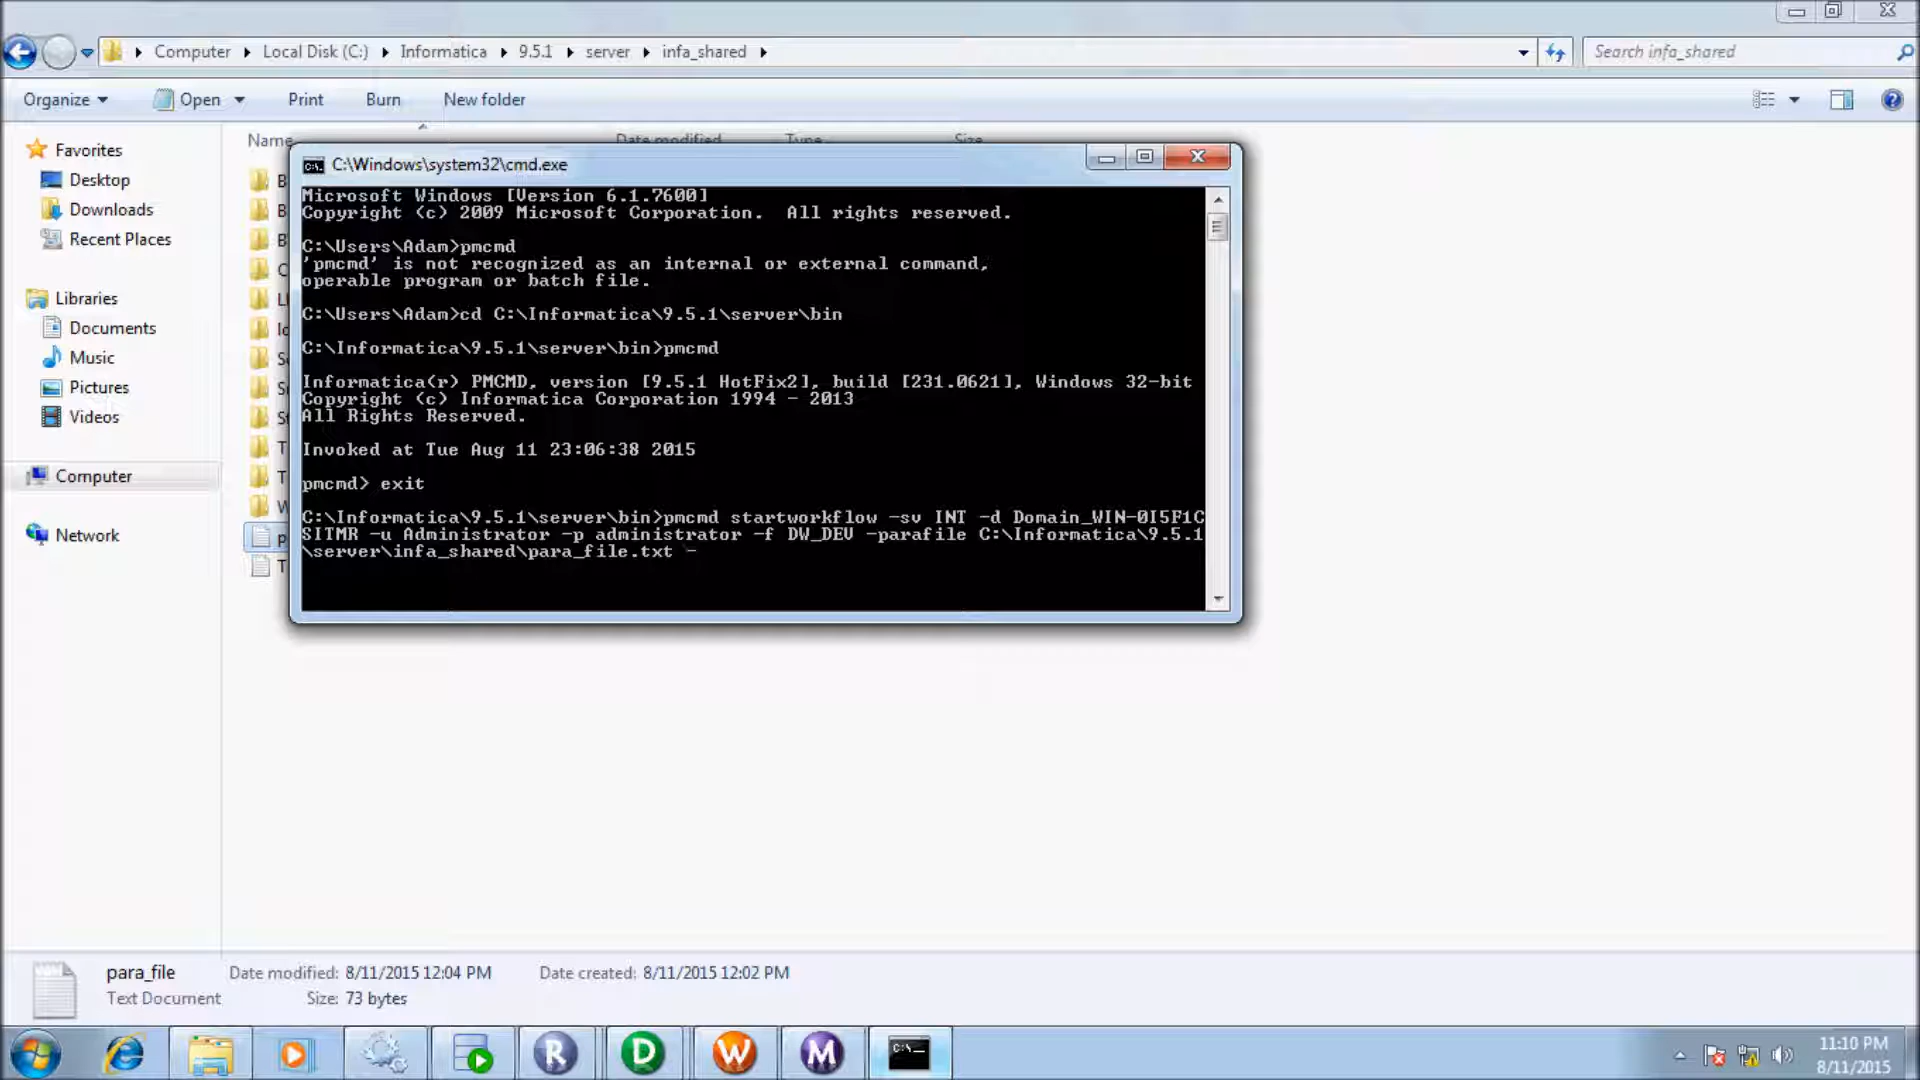 Computer Local Disk (C:) Informatica 9.5.1 server infa_shared
Search infa_shared
Organize Open Print Burn New folder
Name Date modified Type Size
Favorites
Desktop
Downloads
Recent Places
Libraries
Documents
Music
Pictures
Videos
Computer
Network
C:\Windows\system32\cmd.exe
Microsoft Windows [Version 6.1.7600]
Copyright (c) 2009 Microsoft Corporation. All rights reserved.
C:\Users\Adam>pmcmd
'pmcmd' is not recognized as an internal or external command,
operable program or batch file.
C:\Users\Adam>cd C:\Informatica\9.5.1\server\bin
C:\Informatica\9.5.1\server\bin>pmcmd
Informatica(r) PMCMD, version [9.5.1 HotFix2], build [231.0621], Windows 32-bit
Copyright (c) Informatica Corporation 1994 - 2013
All Rights Reserved.
Invoked at Tue Aug 11 23:06:38 2015
pmcmd> exit
C:\Informatica\9.5.1\server\bin>pmcmd startworkflow -sv INT -d Domain_WIN-0I5F1C
SITMR -u Administrator -p administrator -f DW_DEV -parafile C:\Informatica\9.5.1
\server\infa_shared\para_file.txt -
para_file Date modified: 8/11/2015 12:04 PM Date created: 8/11/2015 12:02 PM
Text Document Size: 73 bytes
R D W M
C:\
11:10 PM
8/11/2015